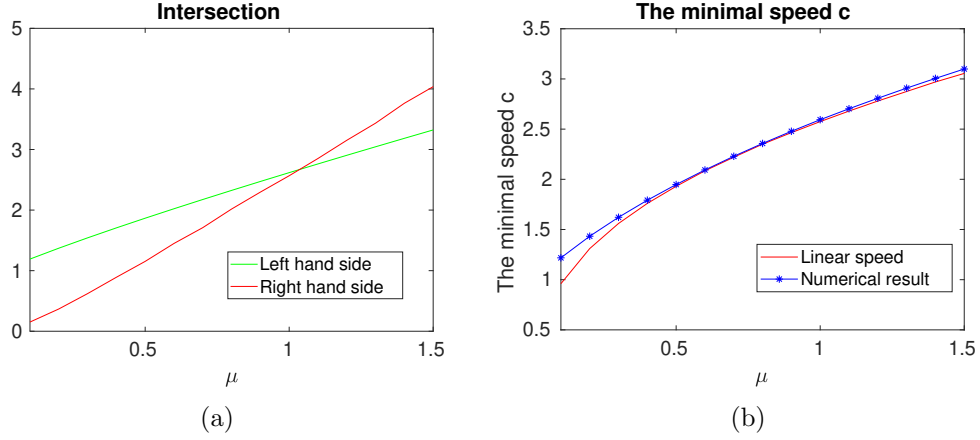 Intersection
5
4
3
2
1
0
0.5
1
1.5
μ
Left hand side
Right hand side
(a)
The minimal speed c
The minimal speed c
3.5
3
2.5
2
1.5
1
0.5
0.5
1
1.5
μ
Linear speed
Numerical result
(b)